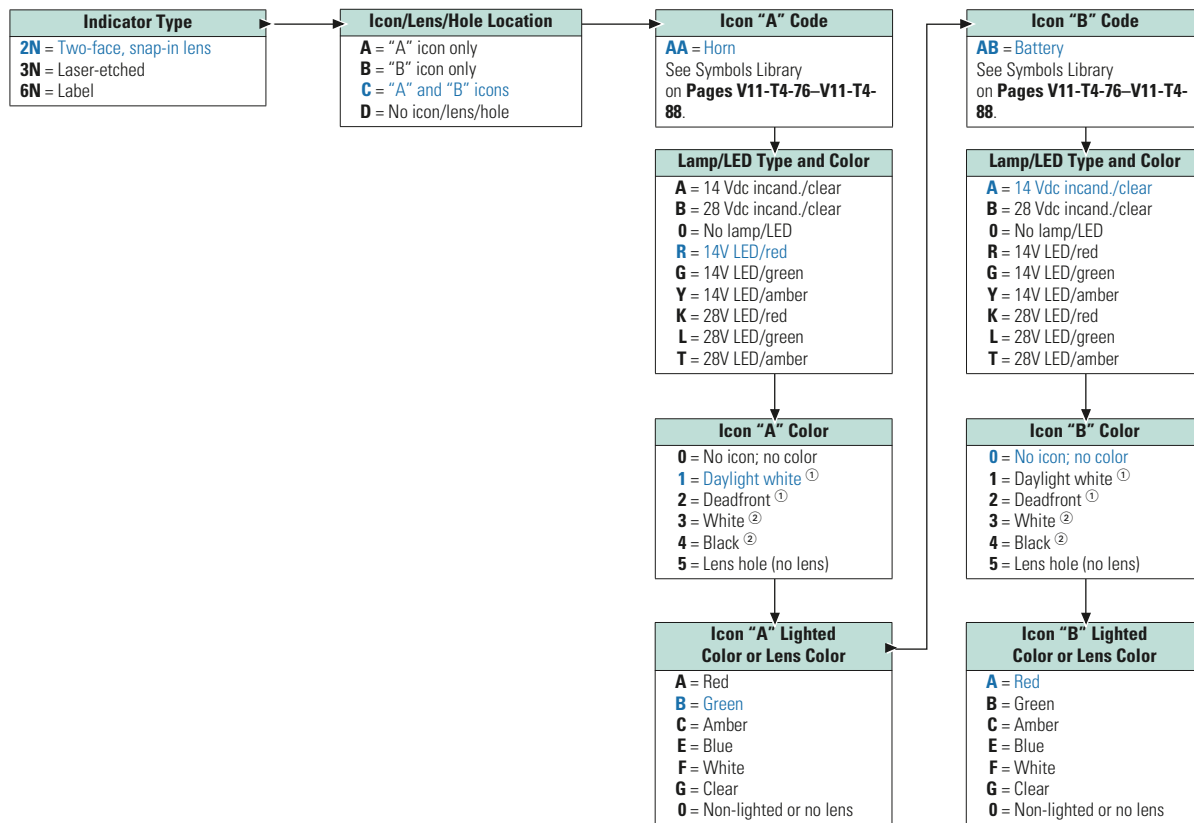 Indicator Type
2N = Two-face, snap-in lens
3N = Laser-etched
6N = Label
Icon/Lens/Hole Location
A = “A” icon only
B = “B” icon only
C = “A” and “B” icons
D = No icon/lens/hole
Icon “A” Code
AA = Horn
See Symbols Library
on Pages V11-T4-76–V11-T4-
88.
Lamp/LED Type and Color
A = 14 Vdc incand./clear
B = 28 Vdc incand./clear
0 = No lamp/LED
R = 14V LED/red
G = 14V LED/green
Y = 14V LED/amber
K = 28V LED/red
L = 28V LED/green
T = 28V LED/amber
Icon “A” Color
0 = No icon; no color
1 = Daylight white ①
2 = Deadfront ①
3 = White ②
4 = Black ②
5 = Lens hole (no lens)
Icon “A” Lighted
Color or Lens Color
A = Red
B = Green
C = Amber
E = Blue
F = White
G = Clear
0 = Non-lighted or no lens
Icon “B” Code
AB = Battery
See Symbols Library
on Pages V11-T4-76–V11-T4-
88.
Lamp/LED Type and Color
A = 14 Vdc incand./clear
B = 28 Vdc incand./clear
0 = No lamp/LED
R = 14V LED/red
G = 14V LED/green
Y = 14V LED/amber
K = 28V LED/red
L = 28V LED/green
T = 28V LED/amber
Icon “B” Color
0 = No icon; no color
1 = Daylight white ①
2 = Deadfront ①
3 = White ②
4 = Black ②
5 = Lens hole (no lens)
Icon “B” Lighted
Color or Lens Color
A = Red
B = Green
C = Amber
E = Blue
F = White
G = Clear
0 = Non-lighted or no lens